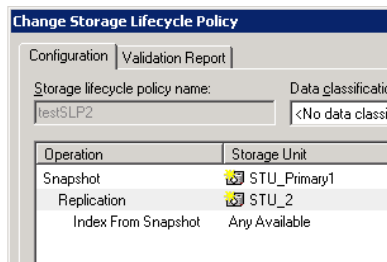 Change Storage Lifecycle Policy
Configuration Validation Report
Storage lifecycle policy name: Data classificatio
testSLP2 <No data classi
Operation Storage Unit
Snapshot STU_Primary1
Replication STU_2
Index From Snapshot Any Available